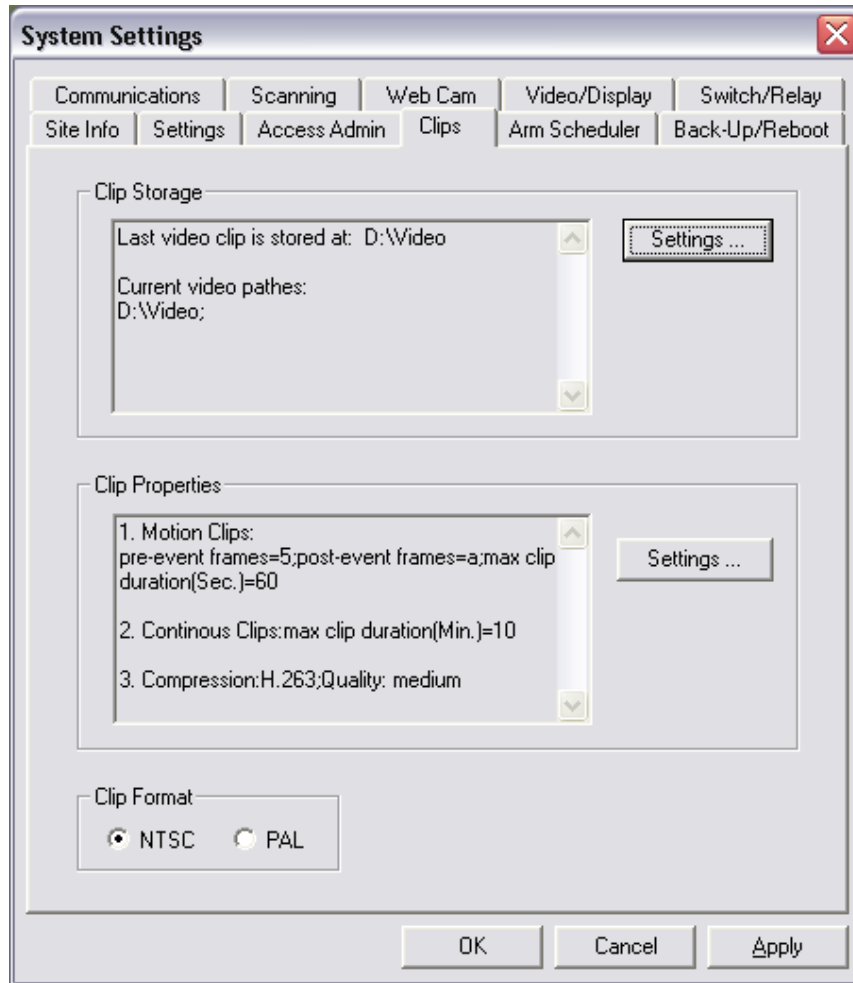 System Settings
Communications
Scanning
Web Cam
Video/Display
Switch/Relay
Site Info
Settings
Access Admin
Clips
Arm Scheduler
Back-Up/Reboot
Clip Storage
Last video clip is stored at: D:\Video
Current video pathes:
D:\Video;
Settings ...
Clip Properties
1. Motion Clips:
pre-event frames=5;post-event frames=a;max clip
duration(Sec.)=60
2. Continous Clips:max clip duration(Min.)=10
3. Compression:H.263;Quality: medium
Settings ...
Clip Format
NTSC
PAL
OK
Cancel
Apply